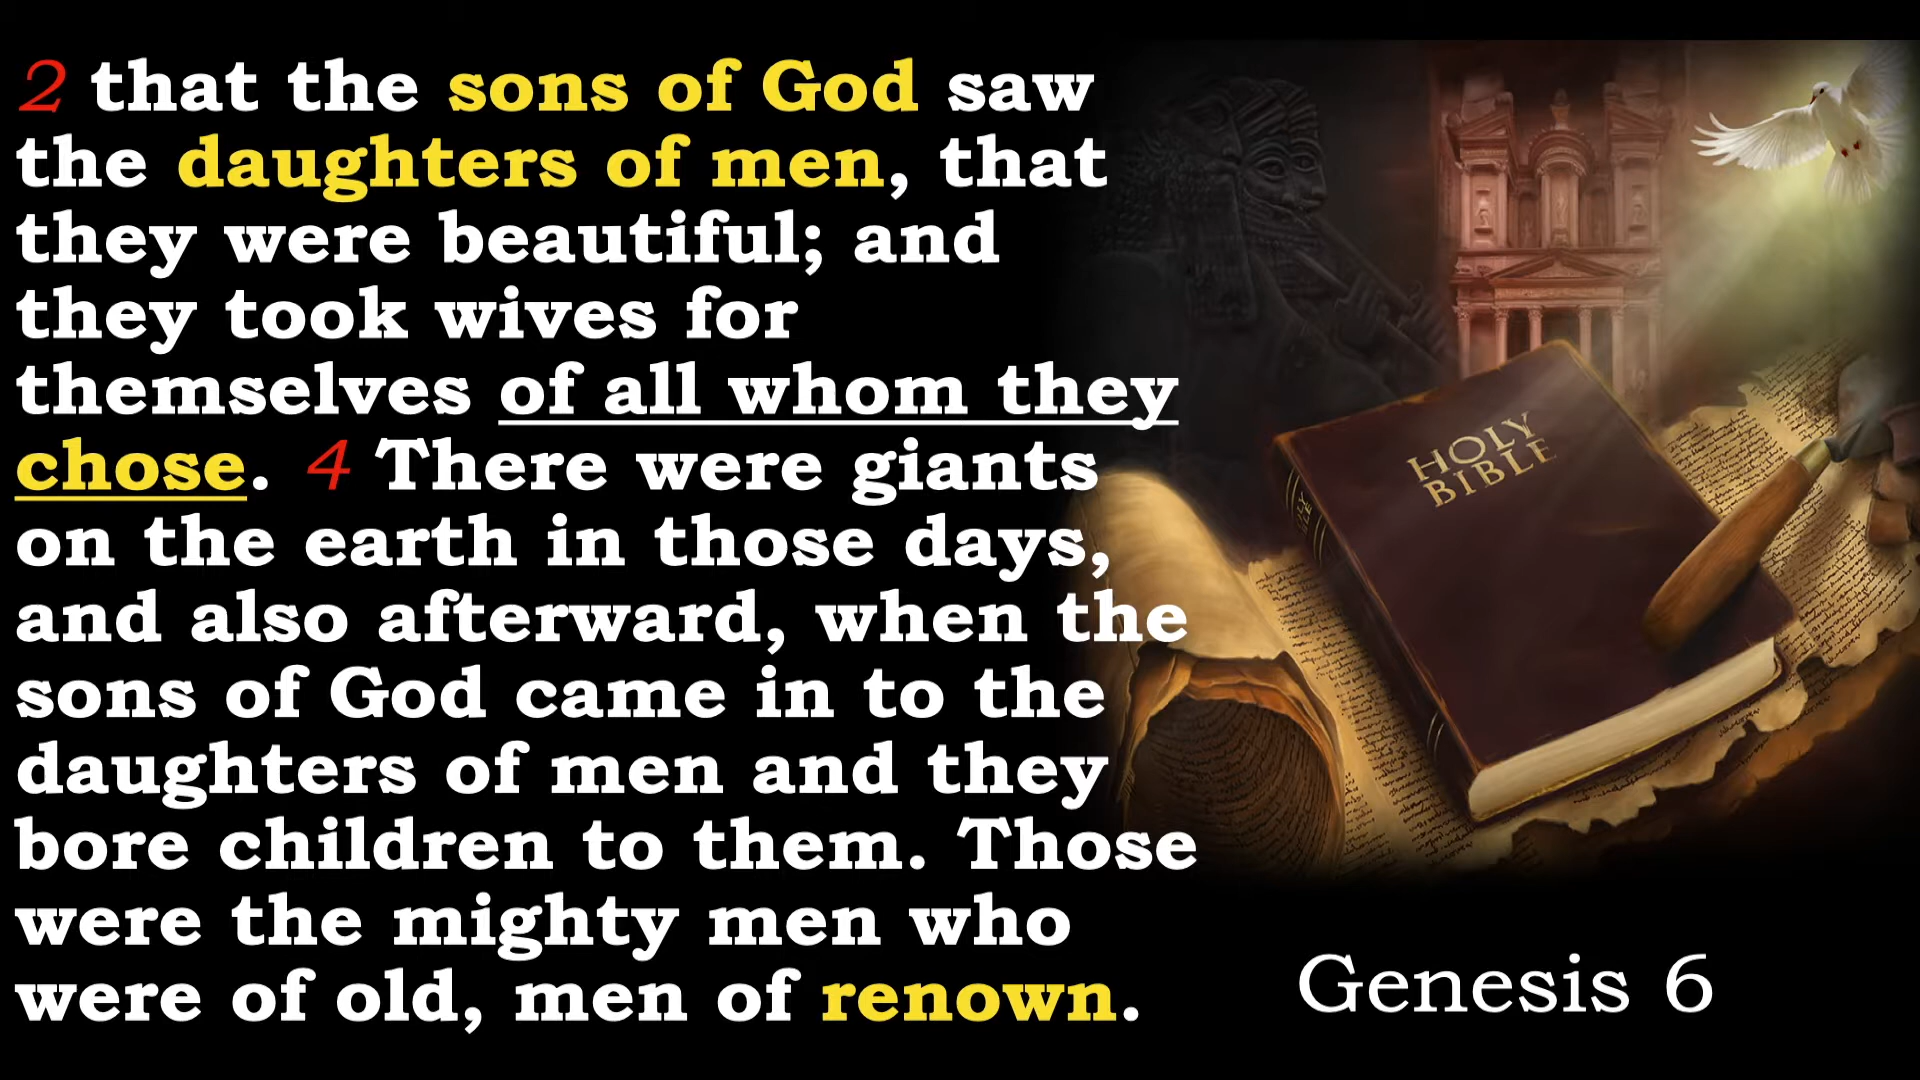 2 that the sons of God saw
the daughters of men, that
they were beautiful; and
they took wives for
themselves of all whom they
chose. 4 There were giants
on the earth in those days,
and also afterward, when the
sons of God came in to the
daughters of men and they
bore children to them. Those
were the mighty men who
were of old, men of renown.
HOLY
BIBLE
Genesis 6